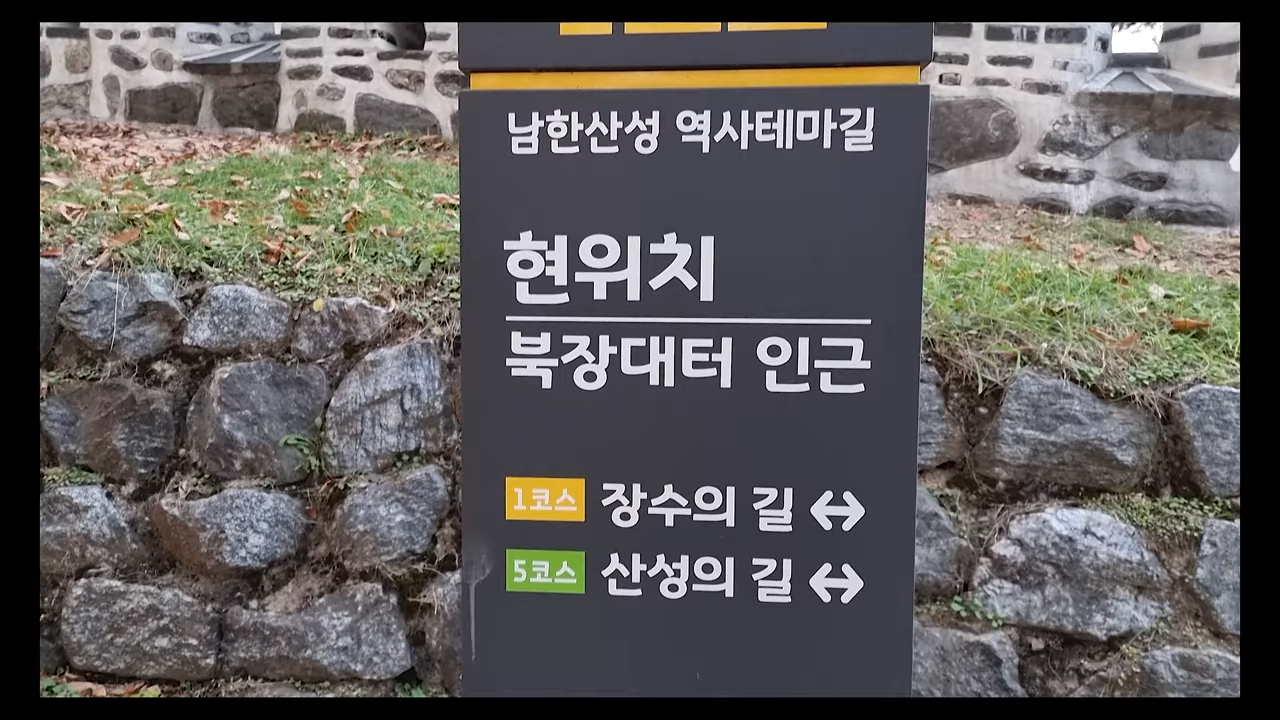 남한산성 역사테마길
현위치
북장대터 인근
1코스 장수의 길 ↔
5코스 산성의 길 ↔